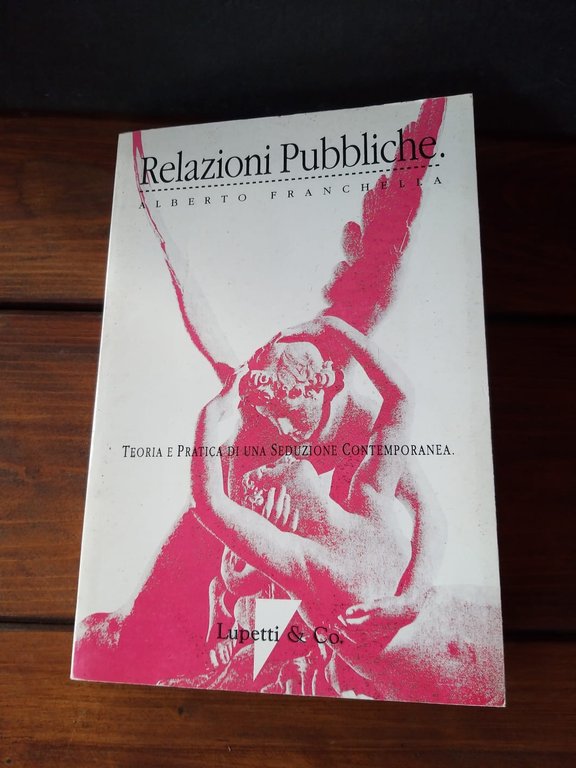 Relazioni Pubbliche.
ALBERTO FRANCHELLA
TEORIA E PRATICA DI UNA SEDUZIONE CONTEMPORANEA.
Lupetti & Co.